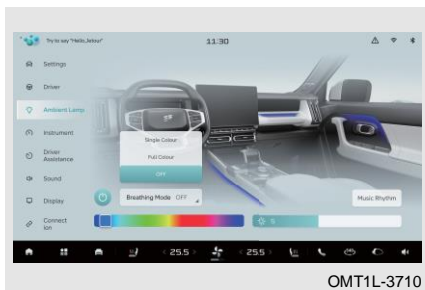 Try to say "Hello,Jetour"
11:30
Settings
Driver
Ambient Lamp
Instrument
Driver
Assistance
Sound
Display
Connect
ion
Single Colour
Full Colour
OFF
Breathing Mode OFF
Music Rhythm
5
25.5
25.5
OMT1L-3710